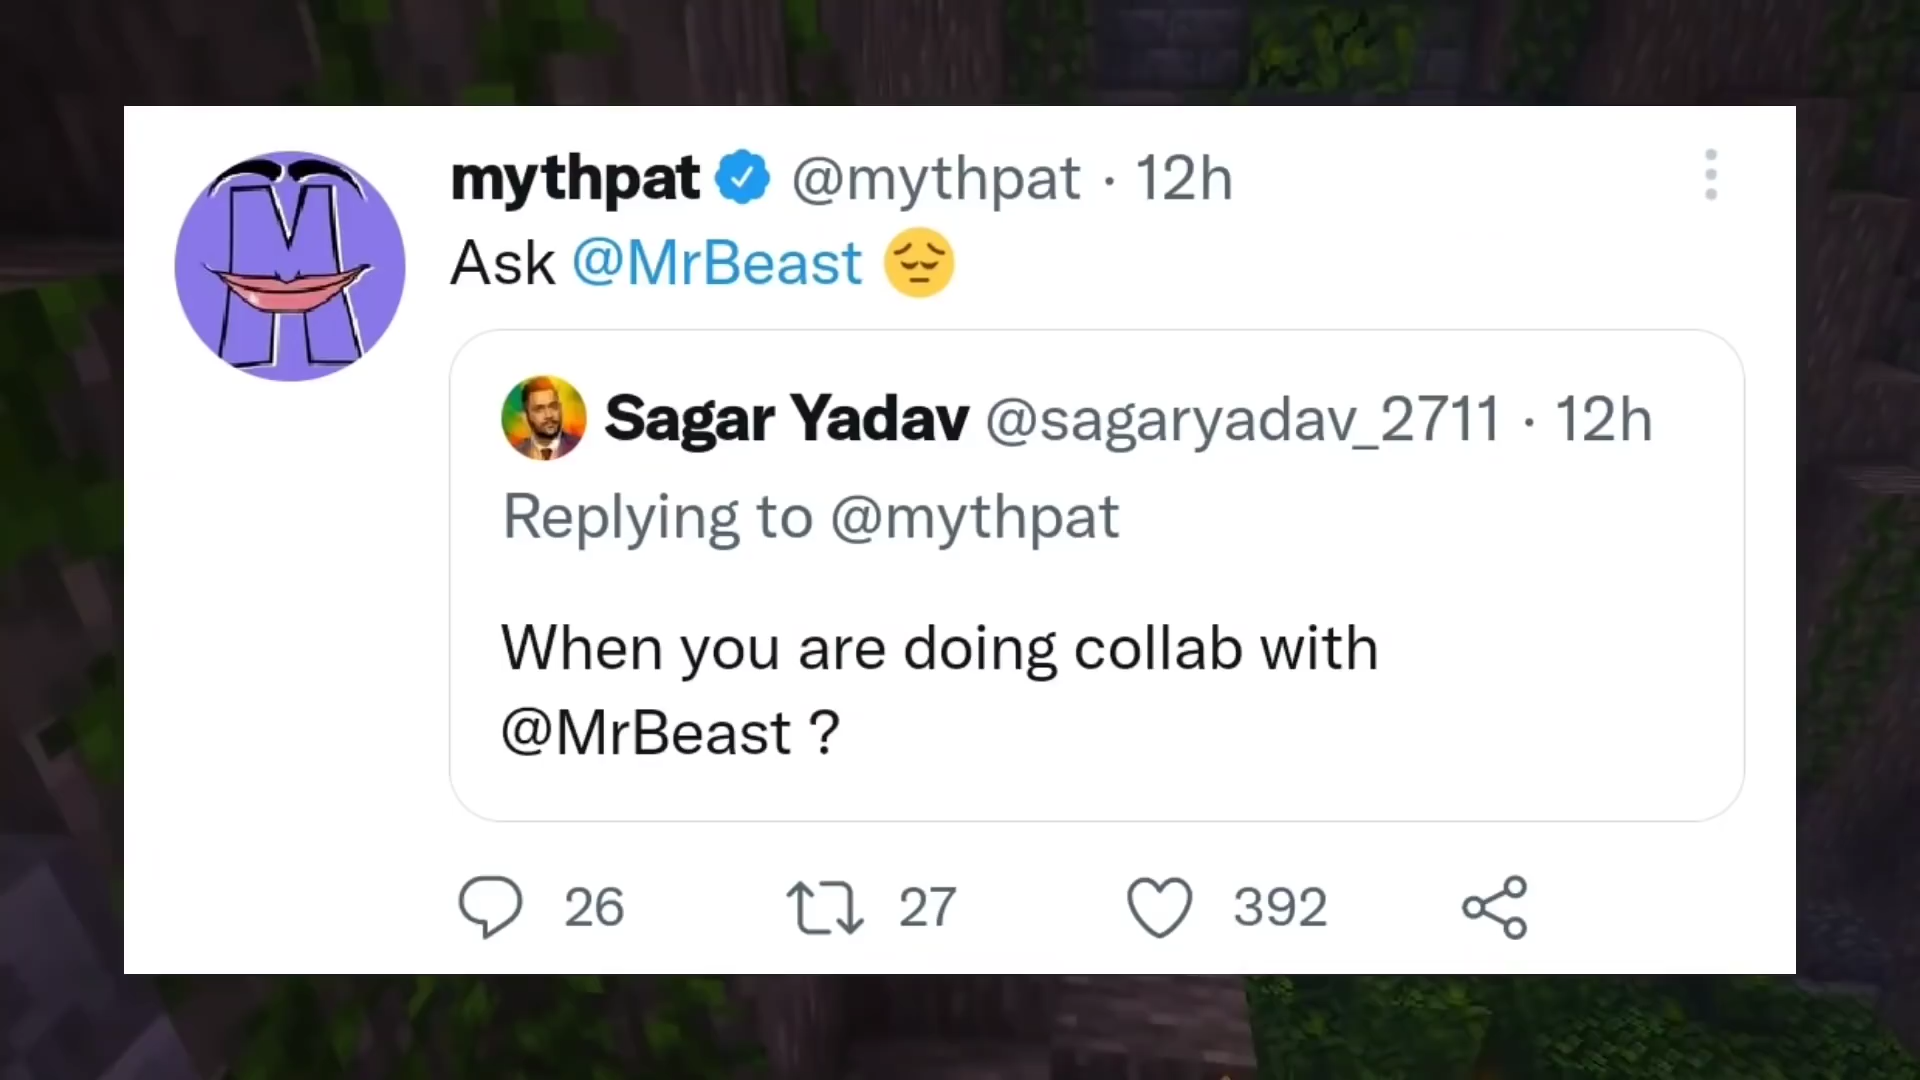 mythpat @mythpat · 12h
Ask @MrBeast 😔
Sagar Yadav @sagaryadav_2711 · 12h
Replying to @mythpat
When you are doing collab with
@MrBeast ?
26 27 392